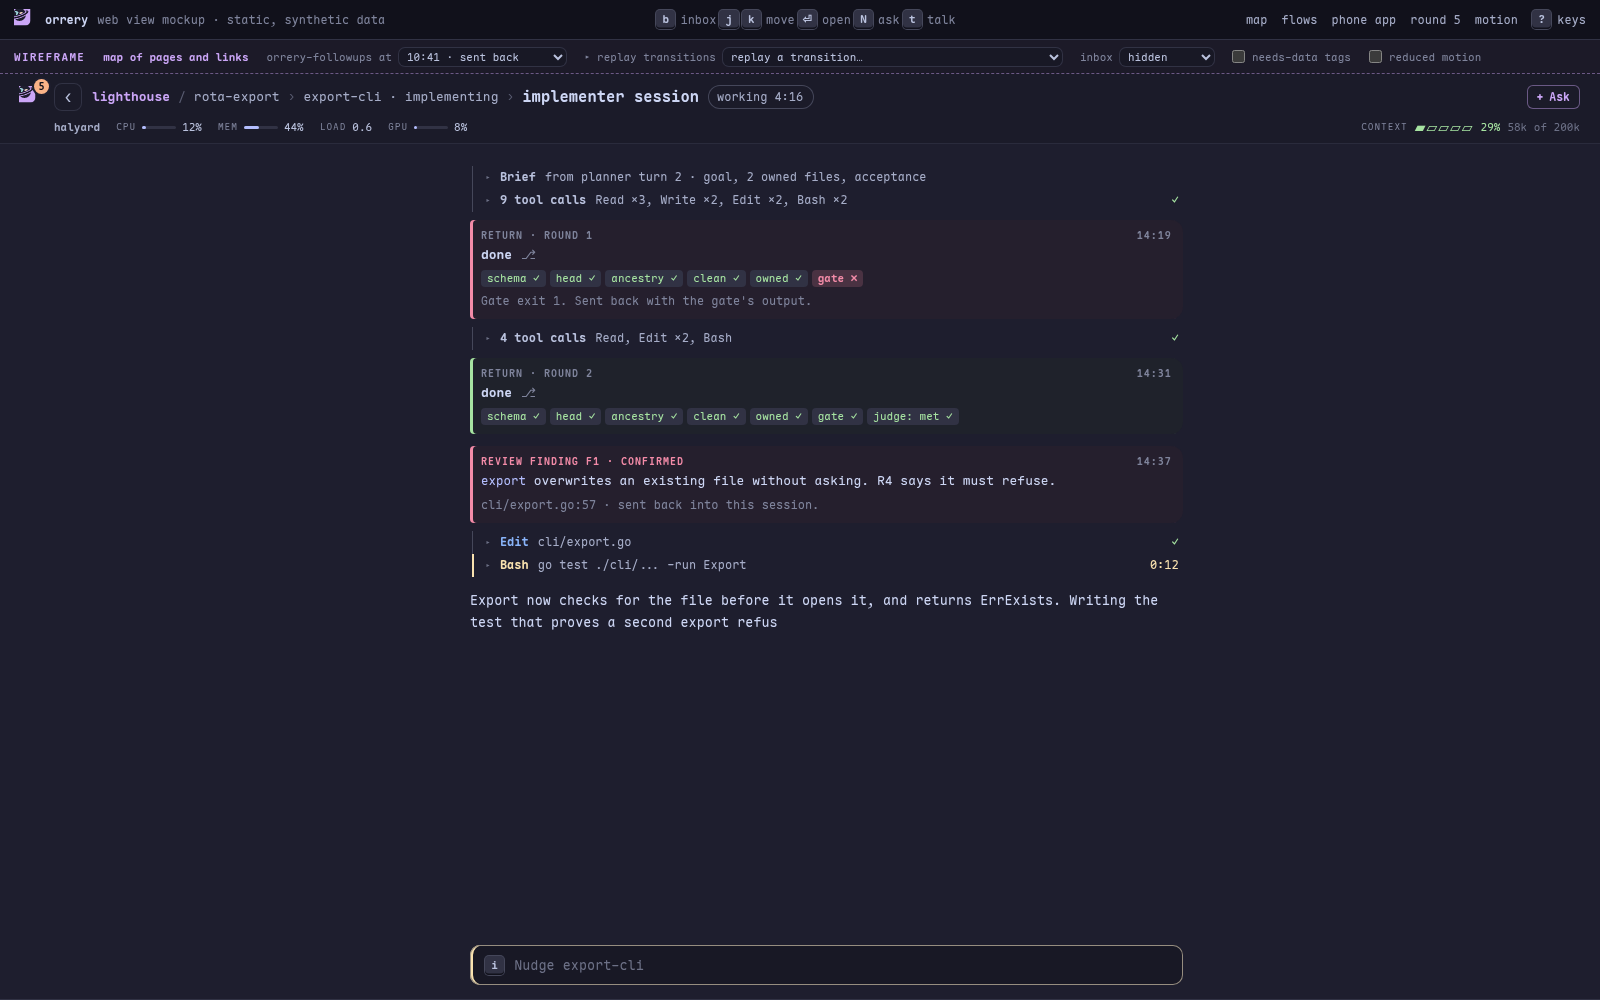 orrery web view mockup · static, synthetic data b inbox j k move ⏎ open N ask t talk map flows phone app round 5 motion ? keys
WIREFRAME map of pages and links orrery-followups at 10:41 · sent back ▸ replay transitions replay a transition… inbox hidden needs-data tags reduced motion
5 ‹ lighthouse / rota-export › export-cli · implementing › implementer session working 4:16 + Ask
halyard CPU 12% MEM 44% LOAD 0.6 GPU 8% CONTEXT ▰▱▱▱▱ 29% 58k of 200k
▸ Brief from planner turn 2 · goal, 2 owned files, acceptance
▸ 9 tool calls Read ×3, Write ×2, Edit ×2, Bash ×2 ✓
RETURN · ROUND 1 14:19
done ⎇
schema ✓ head ✓ ancestry ✓ clean ✓ owned ✓ gate ✕
Gate exit 1. Sent back with the gate's output.
▸ 4 tool calls Read, Edit ×2, Bash ✓
RETURN · ROUND 2 14:31
done ⎇
schema ✓ head ✓ ancestry ✓ clean ✓ owned ✓ gate ✓ judge: met ✓
REVIEW FINDING F1 · CONFIRMED 14:37
export overwrites an existing file without asking. R4 says it must refuse.
cli/export.go:57 · sent back into this session.
▸ Edit cli/export.go ✓
▸ Bash go test ./cli/... -run Export 0:12
Export now checks for the file before it opens it, and returns ErrExists. Writing the
test that proves a second export refus
i Nudge export-cli